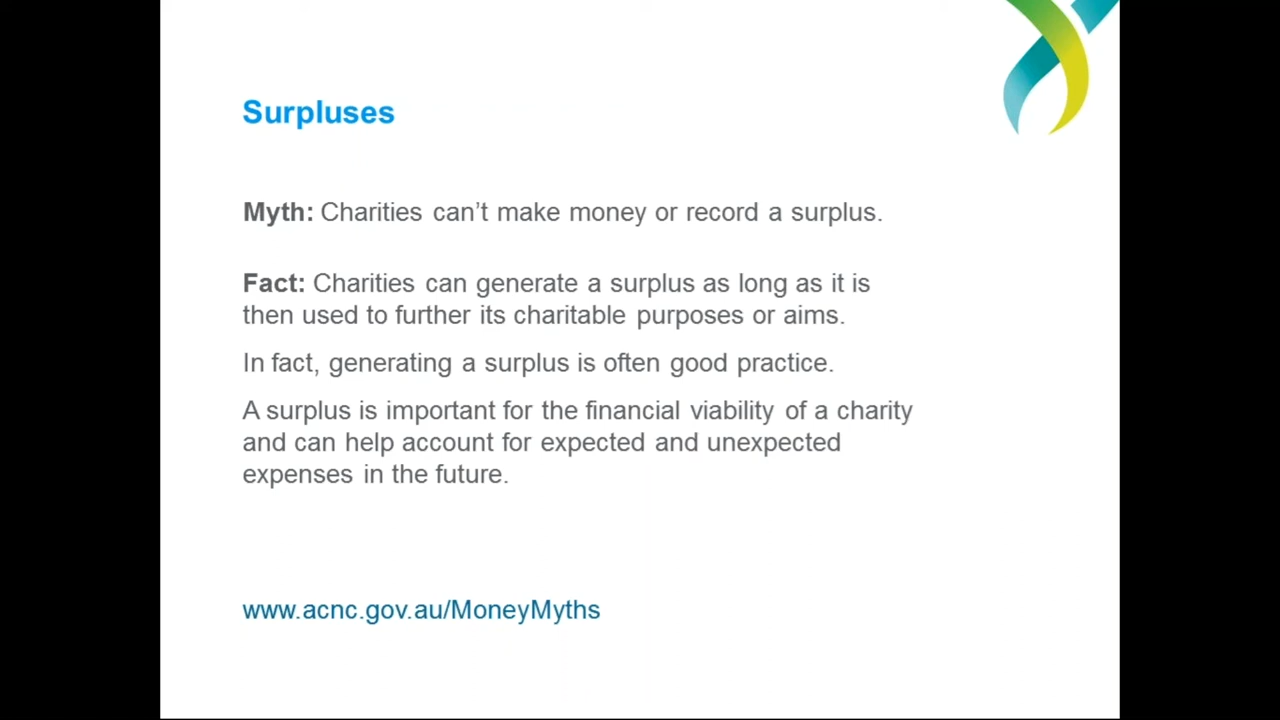 Surpluses
Myth: Charities can’t make money or record a surplus.
Fact: Charities can generate a surplus as long as it is
then used to further its charitable purposes or aims.
In fact, generating a surplus is often good practice.
A surplus is important for the financial viability of a charity
and can help account for expected and unexpected
expenses in the future.
www.acnc.gov.au/MoneyMyths